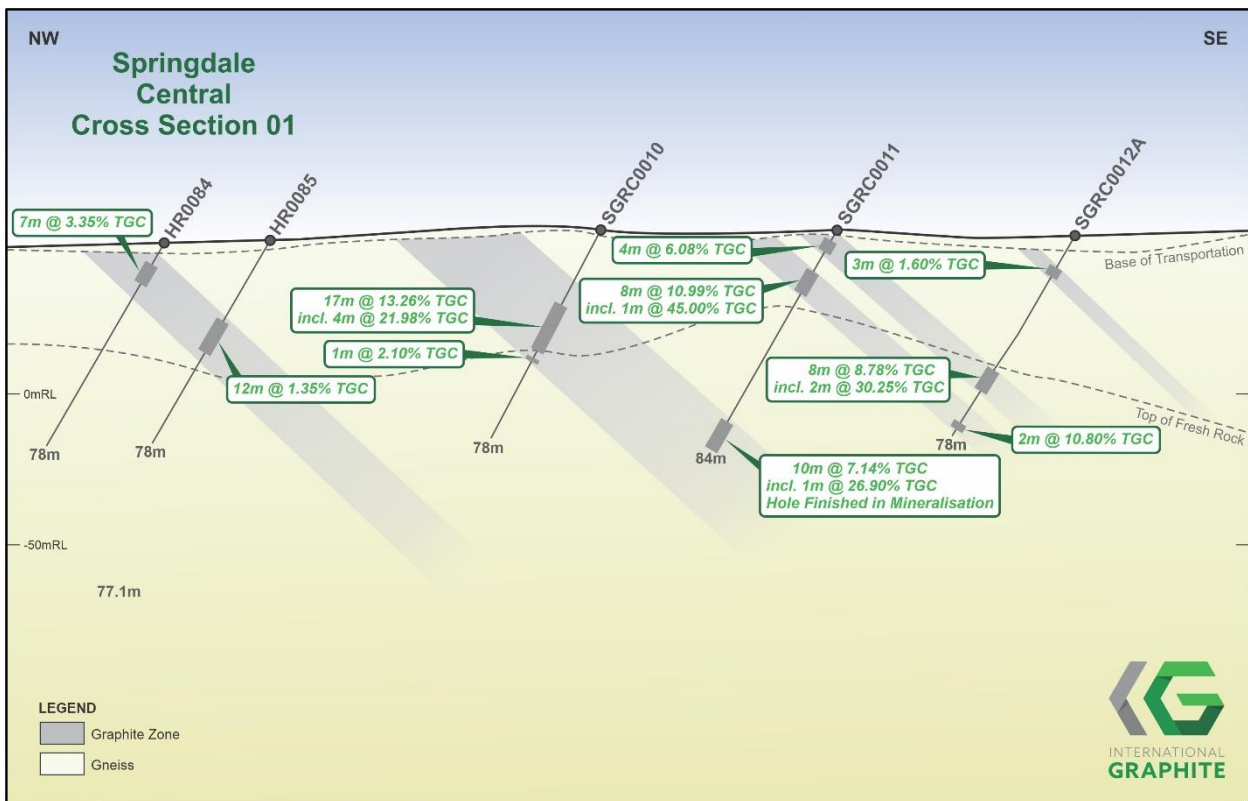 NW
SE
Springdale
Central
Cross Section 01
HR0084
HR0085
SGRC0010
SGRC0011
SGRC0012A
7m @ 3.35% TGC
4m @ 6.08% TGC
3m @ 1.60% TGC
Base of Transportation
8m @ 10.99% TGC
incl. 1m @ 45.00% TGC
17m @ 13.26% TGC
incl. 4m @ 21.98% TGC
1m @ 2.10% TGC
12m @ 1.35% TGC
8m @ 8.78% TGC
incl. 2m @ 30.25% TGC
0mRL
Top of Fresh Rock
2m @ 10.80% TGC
78m
78m
78m
84m
78m
10m @ 7.14% TGC
incl. 1m @ 26.90% TGC
Hole Finished in Mineralisation
-50mRL
77.1m
LEGEND
Graphite Zone
Gneiss
INTERNATIONAL
GRAPHITE